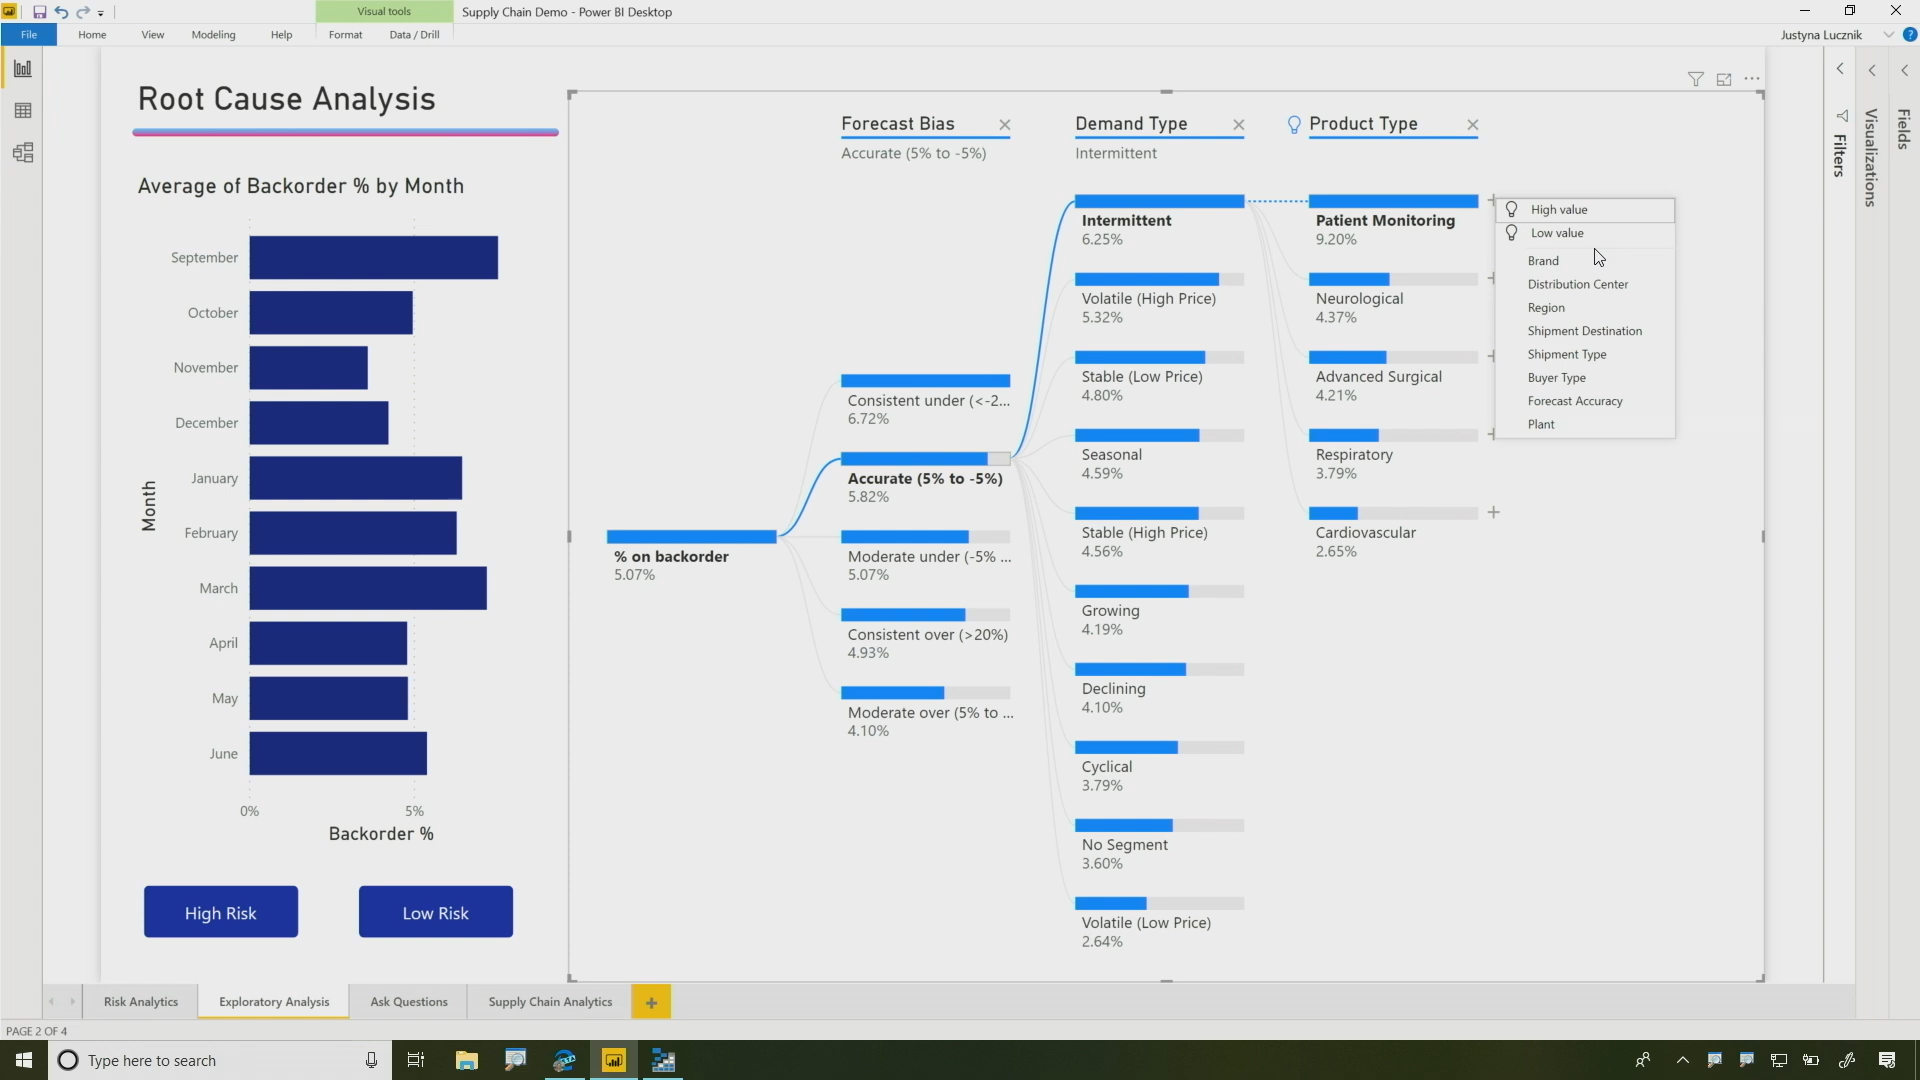 Visual tools
Supply Chain Demo - Power BI Desktop
File
Home
View
Modeling
Help
Format
Data / Drill
Justyna Lucznik
?
Root Cause Analysis
Average of Backorder % by Month
September
October
November
December
January
February
March
April
May
June
Month
0%
5%
Backorder %
High Risk
Low Risk
Forecast Bias
Accurate (5% to -5%)
Demand Type
Intermittent
Product Type
% on backorder
5.07%
Consistent under (<-2...
6.72%
Accurate (5% to -5%)
5.82%
Moderate under (-5% ...
5.07%
Consistent over (>20%)
4.93%
Moderate over (5% to ...
4.10%
Intermittent
6.25%
Volatile (High Price)
5.32%
Stable (Low Price)
4.80%
Seasonal
4.59%
Stable (High Price)
4.56%
Growing
4.19%
Declining
4.10%
Cyclical
3.79%
No Segment
3.60%
Volatile (Low Price)
2.64%
Patient Monitoring
9.20%
Neurological
4.37%
Advanced Surgical
4.21%
Respiratory
3.79%
Cardiovascular
2.65%
High value
Low value
Brand
Distribution Center
Region
Shipment Destination
Shipment Type
Buyer Type
Forecast Accuracy
Plant
Filters
Visualizations
Fields
Risk Analytics
Exploratory Analysis
Ask Questions
Supply Chain Analytics
PAGE 2 OF 4
Type here to search